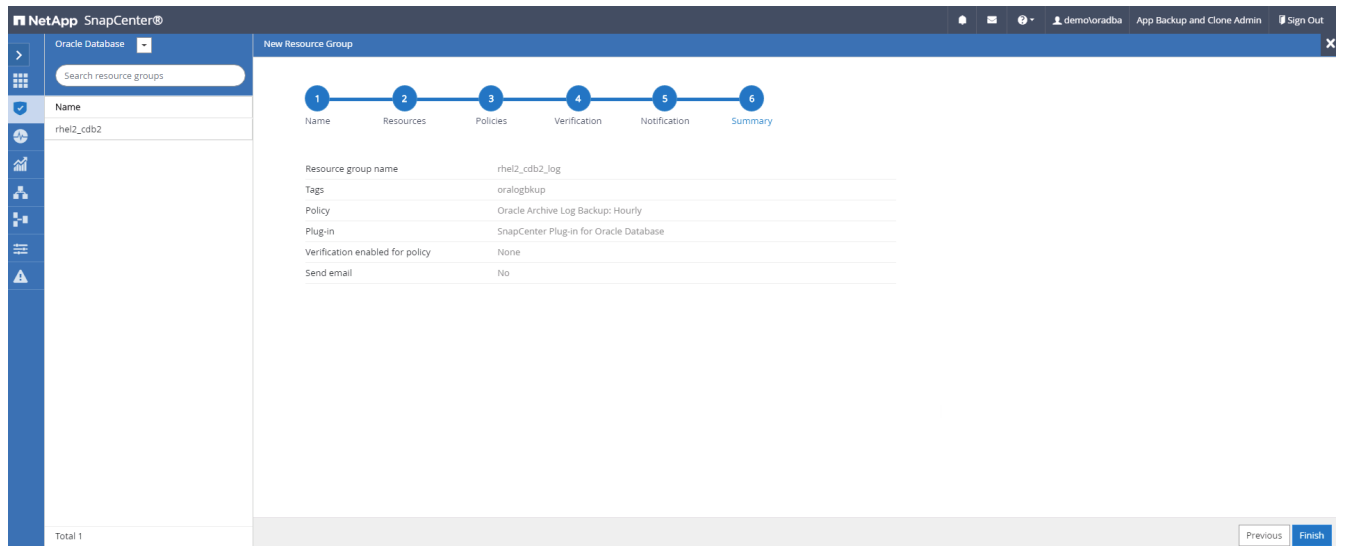 NetApp SnapCenter®
demo\oradba App Backup and Clone Admin Sign Out
Oracle Database
New Resource Group
Search resource groups
Name
rhel2_cdb2
1 2 3 4 5 6
Name Resources Policies Verification Notification Summary
Resource group name rhel2_cdb2_log
Tags oralogbkup
Policy Oracle Archive Log Backup: Hourly
Plug-in SnapCenter Plug-in for Oracle Database
Verification enabled for policy None
Send email No
Total 1
Previous Finish